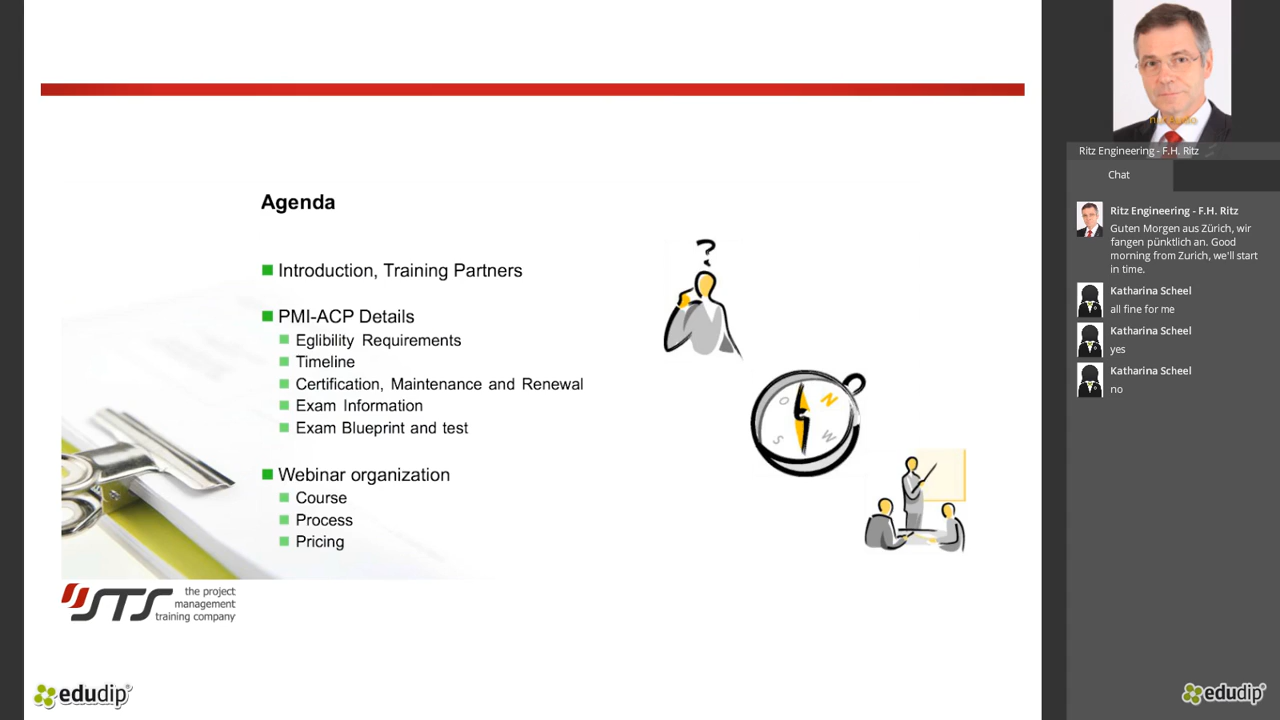 Agenda
Introduction, Training Partners
PMI-ACP Details
Eglibility Requirements
Timeline
Certification, Maintenance and Renewal
Exam Information
Exam Blueprint and test
Webinar organization
Course
Process
Pricing
?
O N
S W
STS
the project
management
training company
edudip
Ritz Engineering - F.H. Ritz
Chat
Ritz Engineering - F.H. Ritz
Guten Morgen aus Zürich, wir
fangen pünktlich an. Good
morning from Zurich, we'll start
in time.
Katharina Scheel
all fine for me
Katharina Scheel
yes
Katharina Scheel
no
edudip